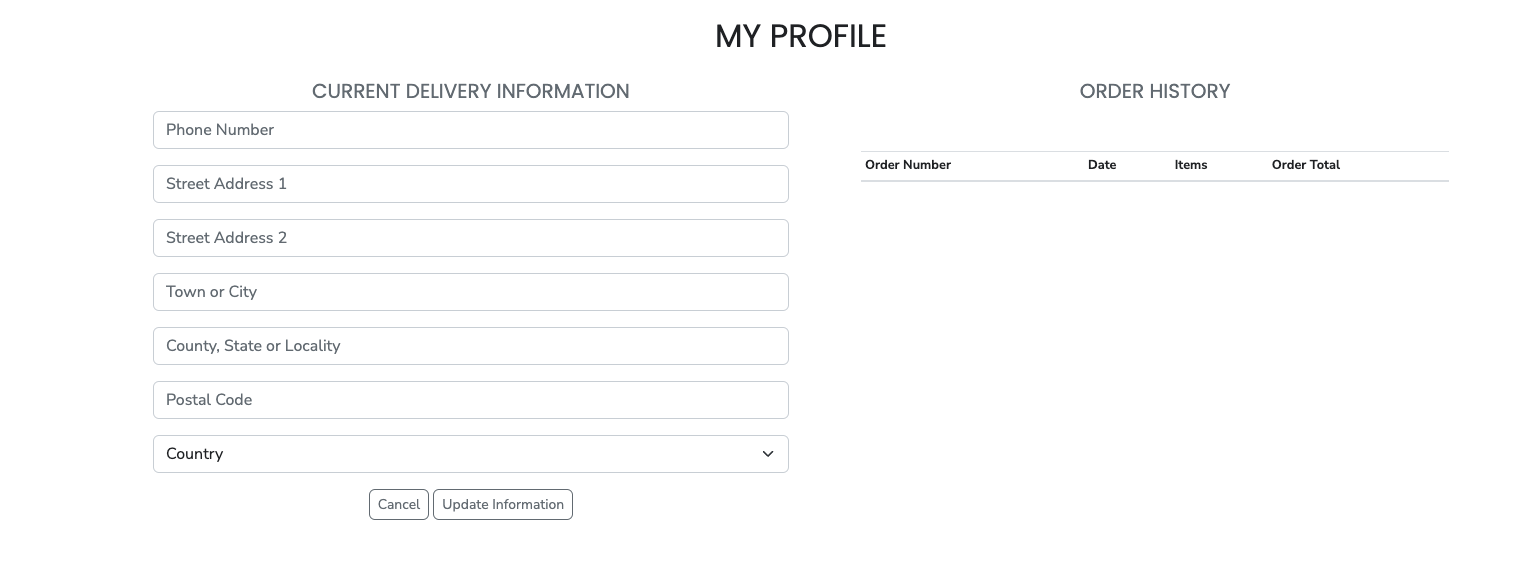 MY PROFILE
CURRENT DELIVERY INFORMATION
Phone Number
Street Address 1
Street Address 2
Town or City
County, State or Locality
Postal Code
Country
Cancel Update Information
ORDER HISTORY
Order Number Date Items Order Total